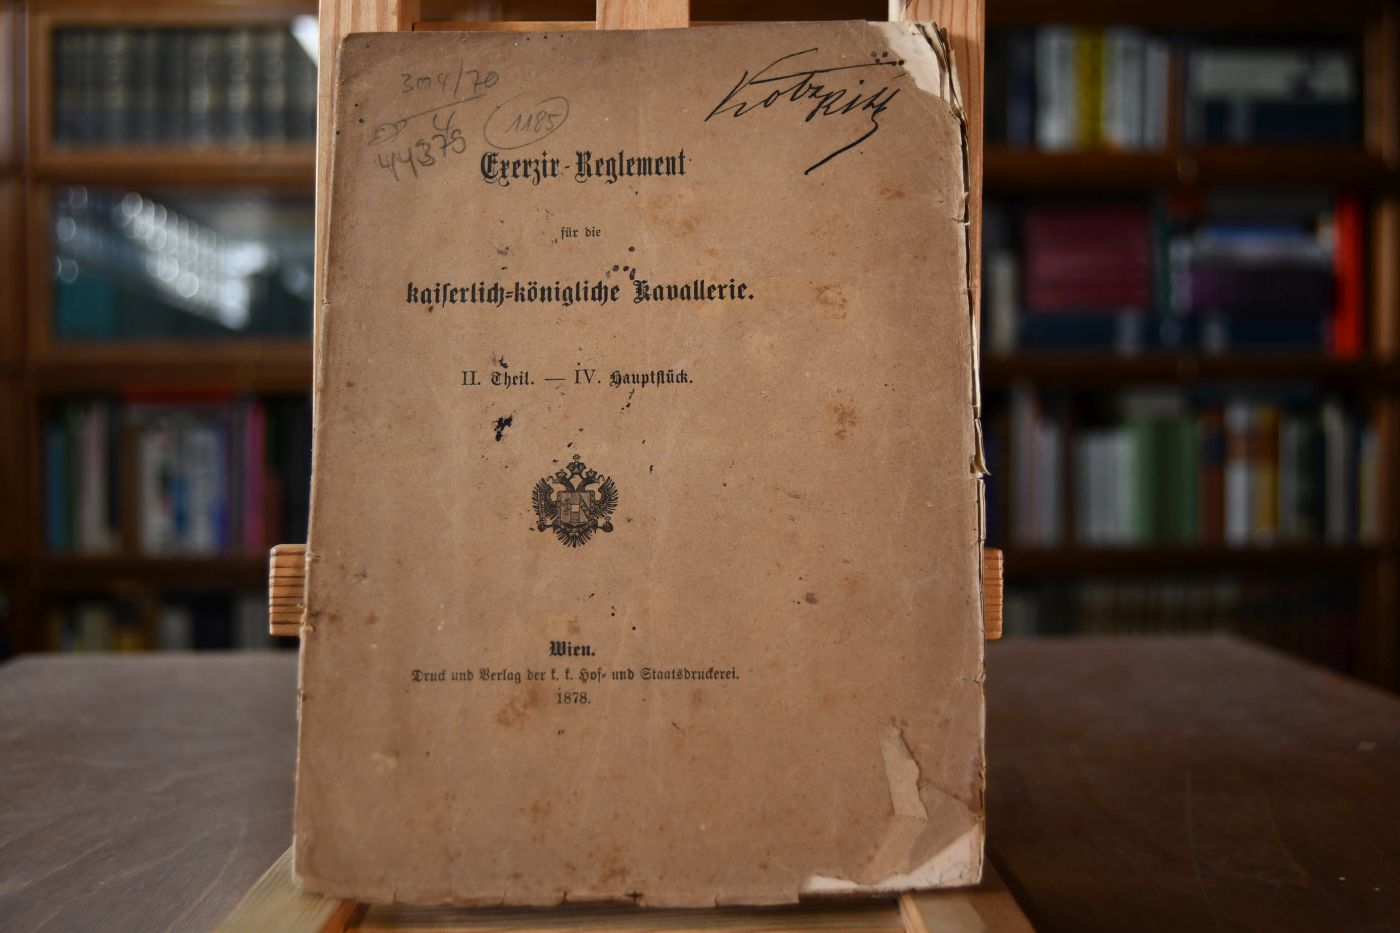 304/70
4
44375
1185
Exerzir-Reglement
für die
kaiserlich-königliche Kavallerie.
II. Theil. — IV. Hauptstück.
Wien.
Druck und Verlag der k. k. Hof- und Staatsdruckerei.
1878.